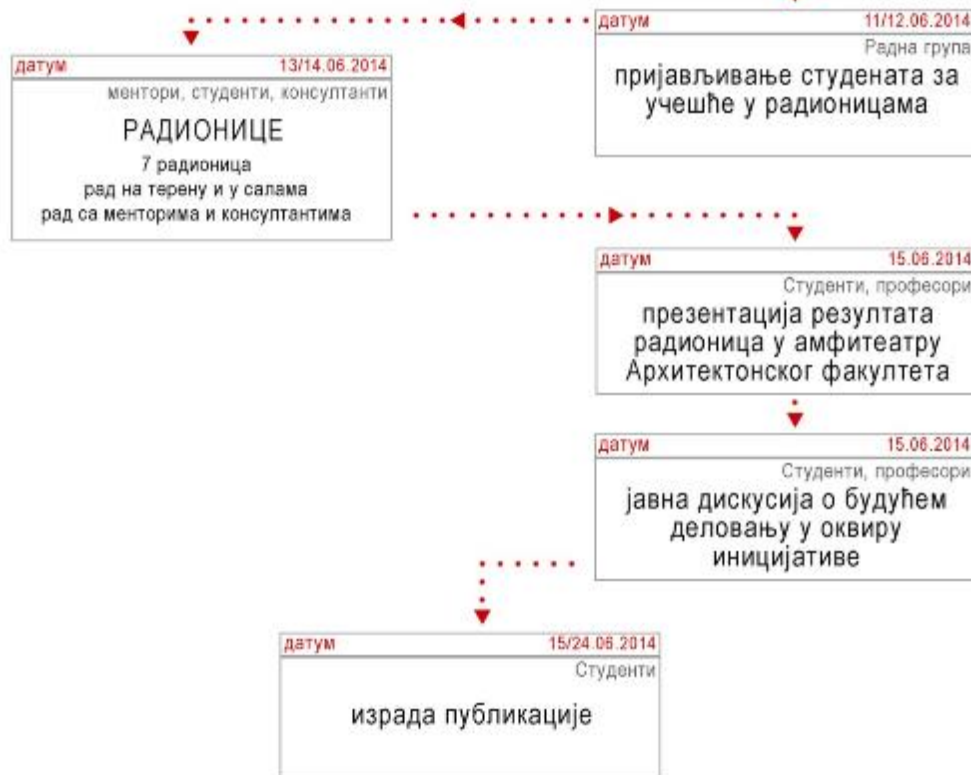 датум 11/12.06.2014
Радна група
пријављивање студената за
учешће у радионицама
датум 13/14.06.2014
ментори, студенти, консултанти
РАДИОНИЦЕ
7 радионица
рад на терену и у салама
рад са менторима и консултантима
датум 15.06.2014
Студенти, професори
презентација резултата
радионица у амфитеатру
Архитектонског факултета
датум 15.06.2014
Студенти, професори
јавна дискусија о будућем
деловању у оквиру
иницијативе
датум 15/24.06.2014
Студенти
израда публикације